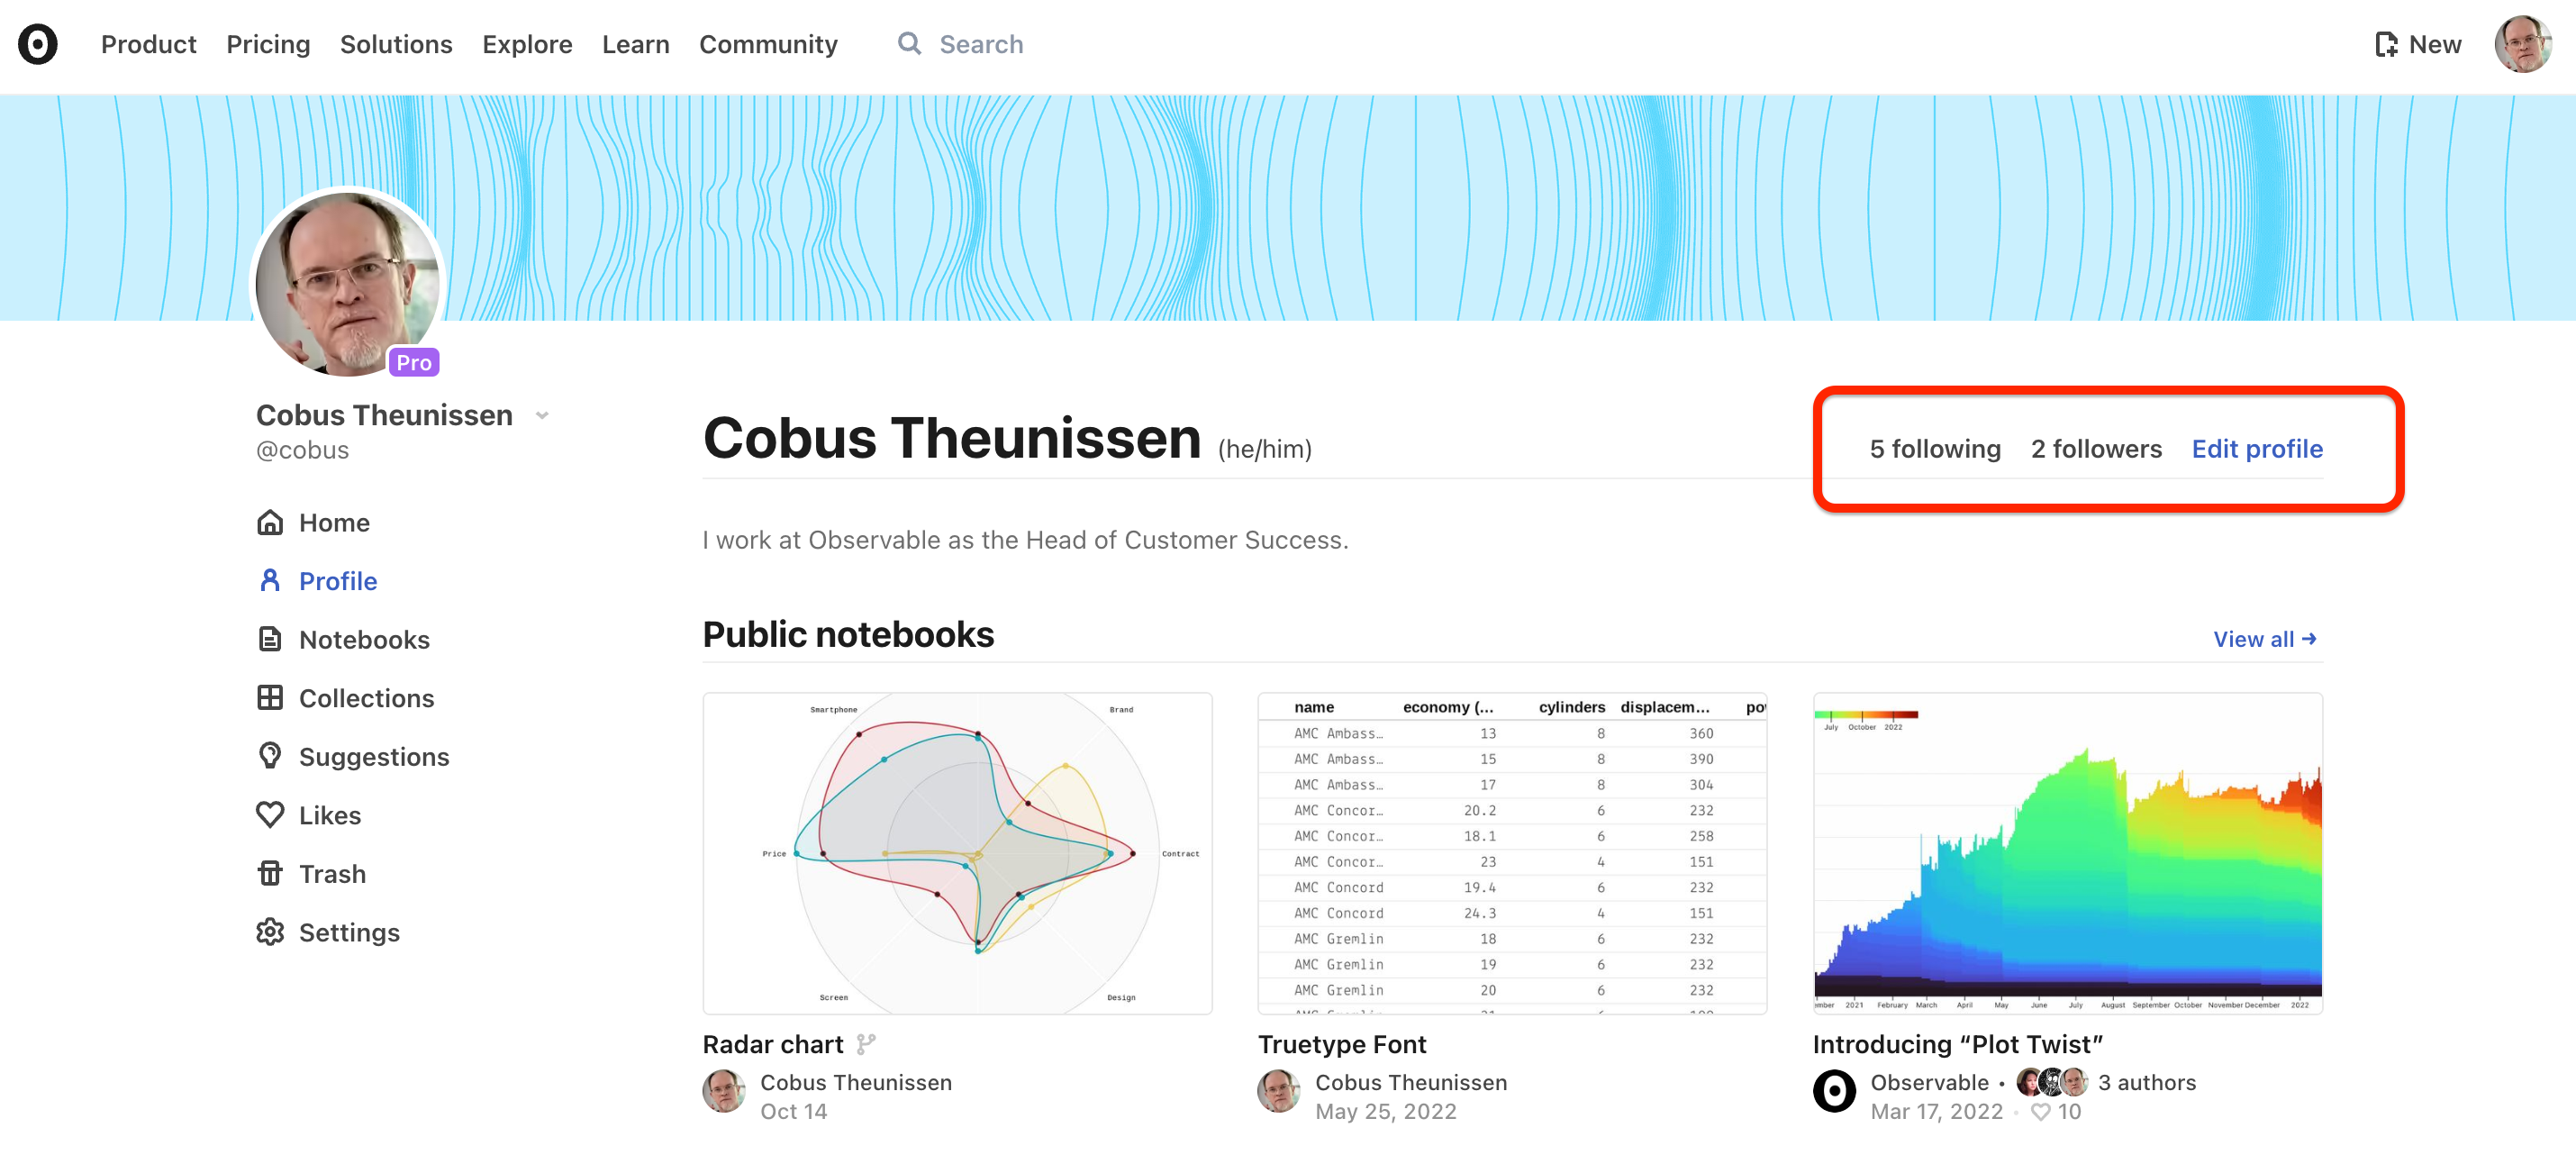 Product Pricing Solutions Explore Learn Community Search New
Pro
Cobus Theunissen
@cobus
Home
Profile
Notebooks
Collections
Suggestions
Likes
Trash
Settings
Cobus Theunissen (he/him)
5 following 2 followers Edit profile
I work at Observable as the Head of Customer Success.
Public notebooks
View all →
Smartphone Brand
Price Contract
Screen Design
Radar chart
Cobus Theunissen
Oct 14
name economy (... cylinders displacem...
AMC Ambass… 13 8 360
AMC Ambass… 15 8 390
AMC Ambass… 17 8 304
AMC Concor… 20.2 6 232
AMC Concor… 18.1 6 258
AMC Concor… 23 4 151
AMC Concord 19.4 6 232
AMC Concord 24.3 4 151
AMC Gremlin 18 6 232
AMC Gremlin 19 6 232
AMC Gremlin 20 6 232
Truetype Font
Cobus Theunissen
May 25, 2022
July October 2022
2021 February March April May June July August September October November December 2022
Introducing “Plot Twist”
Observable • 3 authors
Mar 17, 2022 • 10